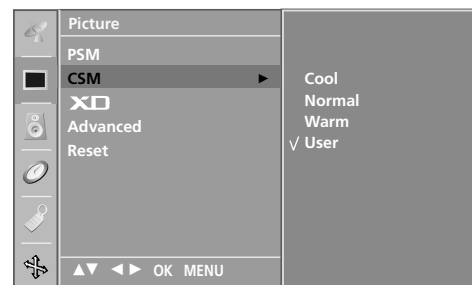 Picture
PSM
CSM ►
XD
Advanced
Reset
▲▼ ◄► OK MENU
Cool
Normal
Warm
√ User